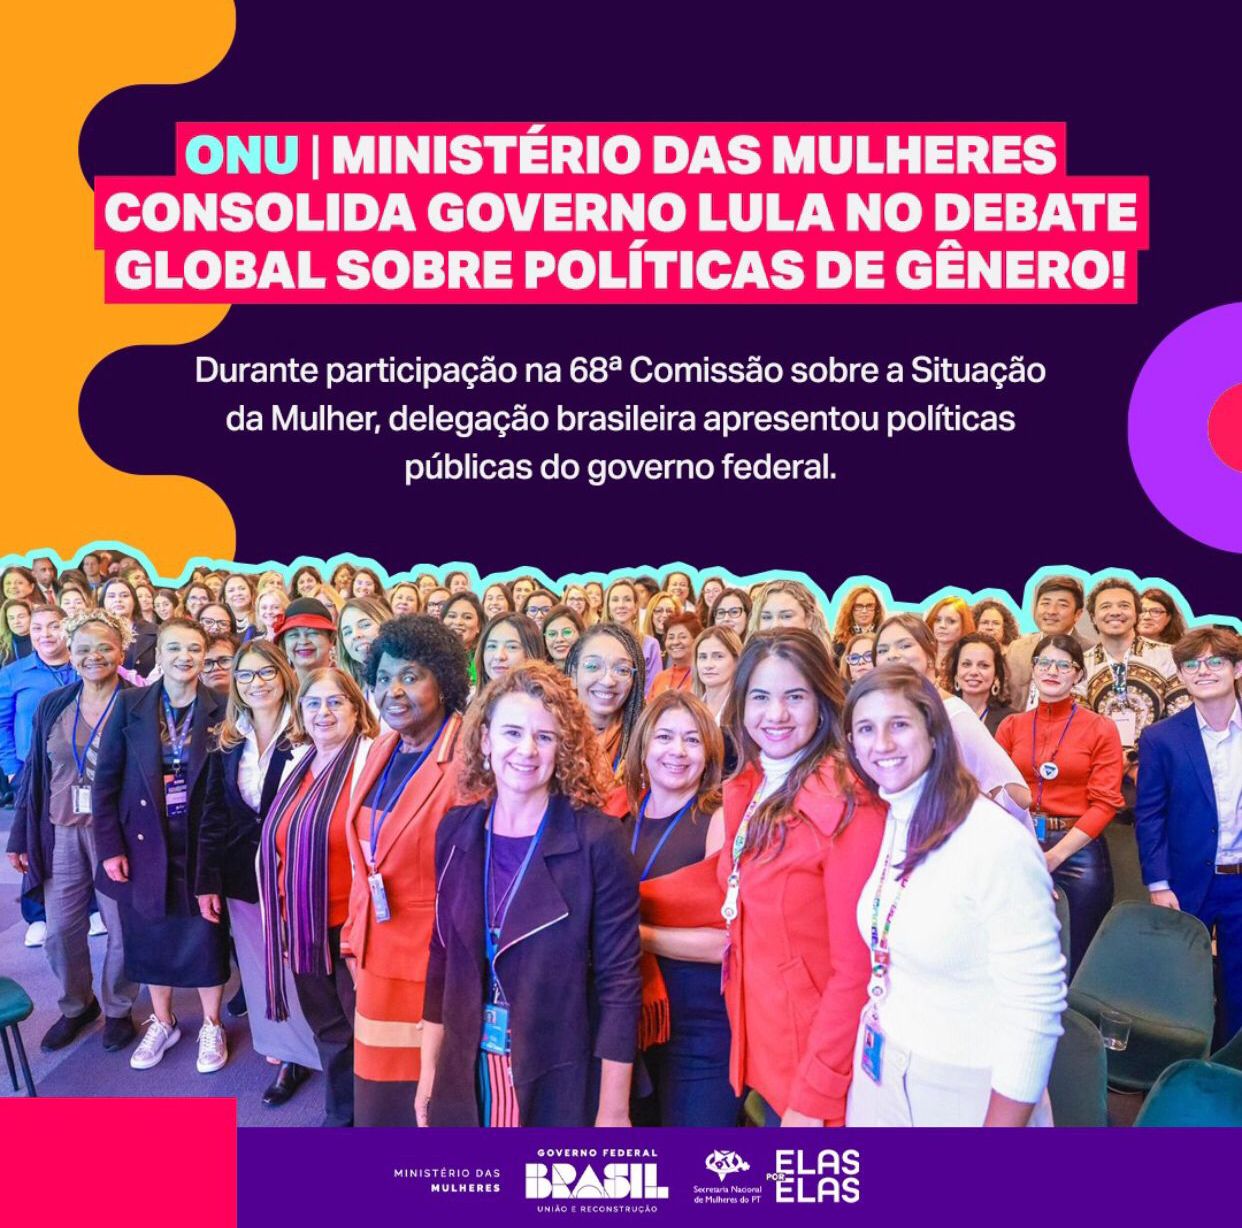 ONU | MINISTÉRIO DAS MULHERES
CONSOLIDA GOVERNO LULA NO DEBATE
GLOBAL SOBRE POLÍTICAS DE GÊNERO!
Durante participação na 68ª Comissão sobre a Situação
da Mulher, delegação brasileira apresentou políticas
públicas do governo federal.
MINISTÉRIO DAS
MULHERES
GOVERNO FEDERAL
BRASIL
UNIÃO E RECONSTRUÇÃO
PT
Secretaria Nacional
de Mulheres do PT
ELAS
POR
ELAS